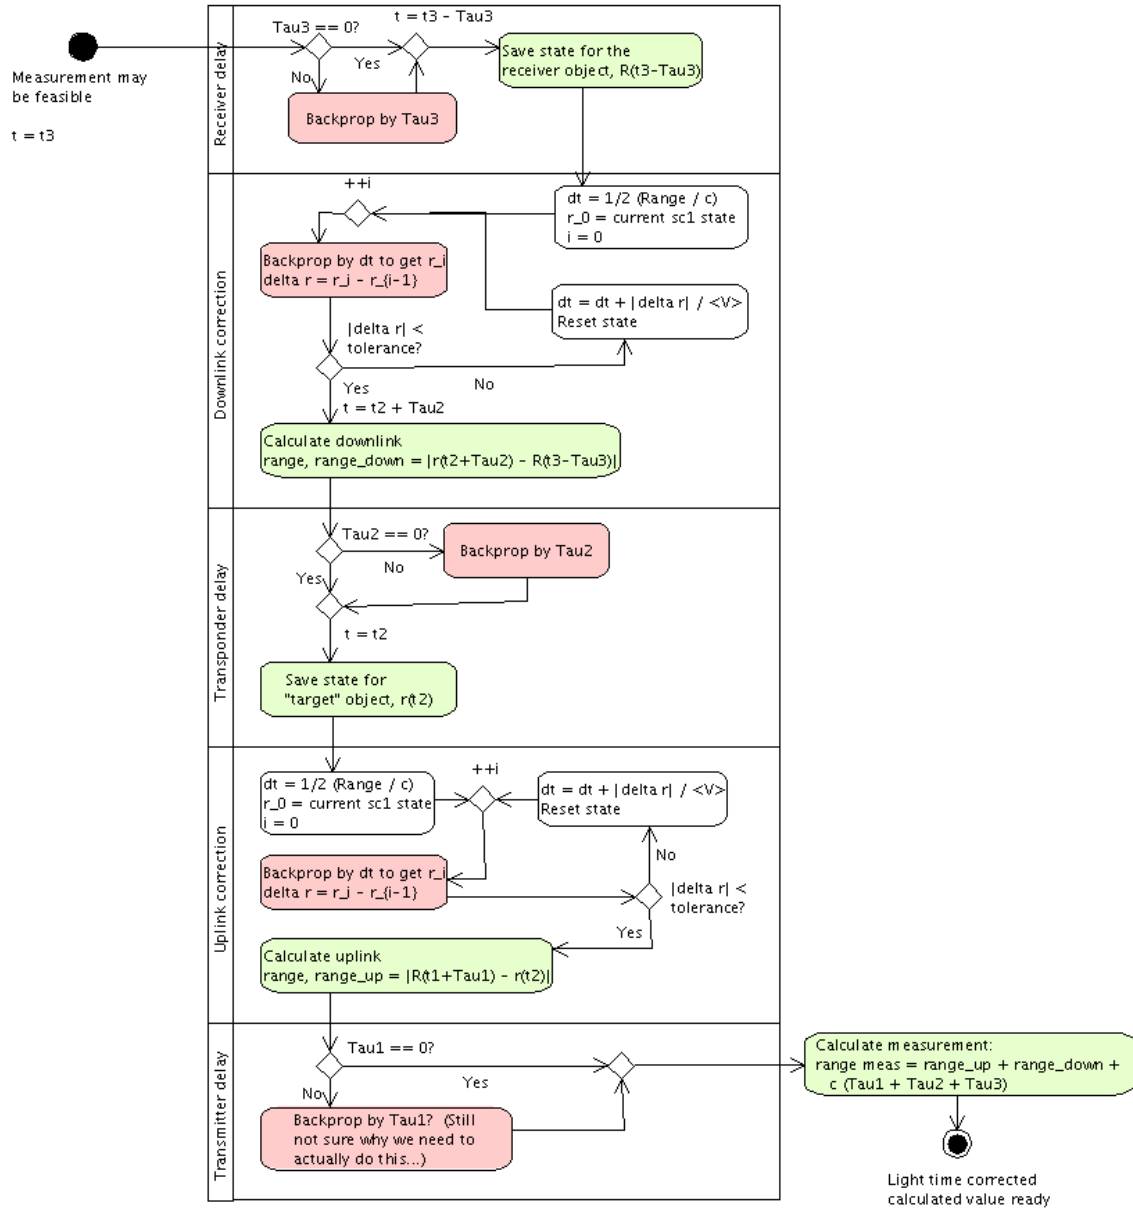 Measurement may
be feasible
t = t3
Receiver delay
Tau3 == 0?
t = t3 - Tau3
Yes
No
Backprop by Tau3
Save state for the
receiver object, R(t3-Tau3)
Downlink correction
++i
dt = 1/2 (Range / c)
r_0 = current sc1 state
i = 0
Backprop by dt to get r_i
delta r = r_i - r_{i-1}
dt = dt + |delta r| / <V>
Reset state
|delta r| <
tolerance?
No
Yes
t = t2 + Tau2
Calculate downlink
range, range_down = |r(t2+Tau2) - R(t3-Tau3)|
Transponder delay
Tau2 == 0?
No
Yes
Backprop by Tau2
t = t2
Save state for
"target" object, r(t2)
Uplink correction
dt = 1/2 (Range / c)
r_0 = current sc1 state
i = 0
++i
dt = dt + |delta r| / <V>
Reset state
Backprop by dt to get r_i
delta r = r_i - r_{i-1}
No
|delta r| <
tolerance?
Yes
Calculate uplink
range, range_up = |R(t1+Tau1) - r(t2)|
Transmitter delay
Tau1 == 0?
Yes
No
Backprop by Tau1? (Still
not sure why we need to
actually do this...)
Calculate measurement:
range meas = range_up + range_down +
c (Tau1 + Tau2 + Tau3)
Light time corrected
calculated value ready